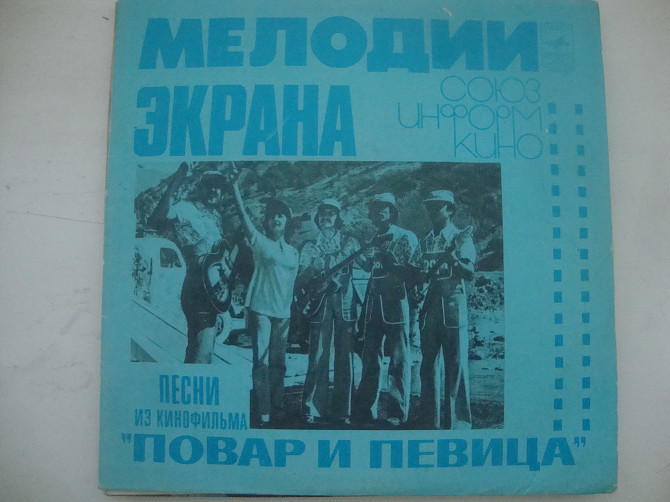 МЕЛОДИИ
ЭКРАНА
СОЮЗ
ИНФОРМ
КИНО
ПЕСНИ
ИЗ КИНОФИЛЬМА
"ПОВАР И ПЕВИЦА"